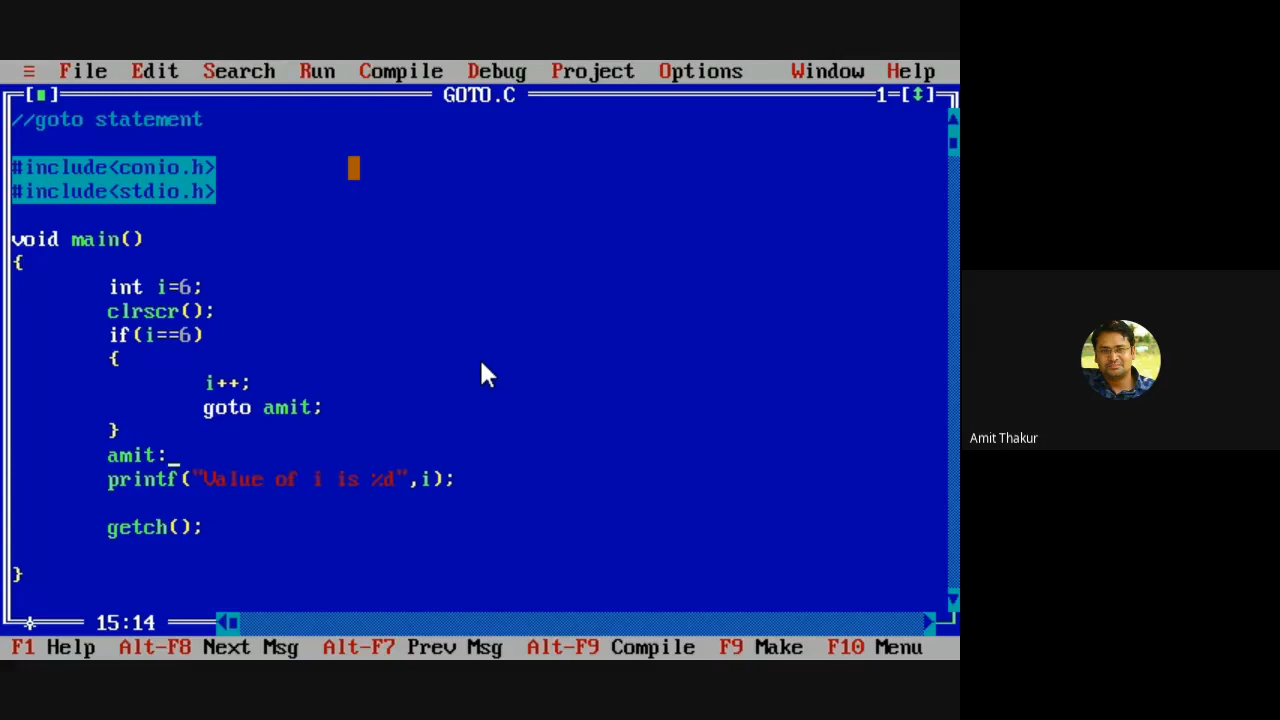 ≡ File Edit Search Run Compile Debug Project Options Window Help
[■] GOTO.C 1=[↕]
//goto statement
#include<conio.h>
#include<stdio.h>
void main()
{
int i=6;
clrscr();
if(i==6)
{
i++;
goto amit;
}
amit:_
printf("Value of i is %d",i);
getch();
}
15:14
F1 Help Alt-F8 Next Msg Alt-F7 Prev Msg Alt-F9 Compile F9 Make F10 Menu
Amit Thakur